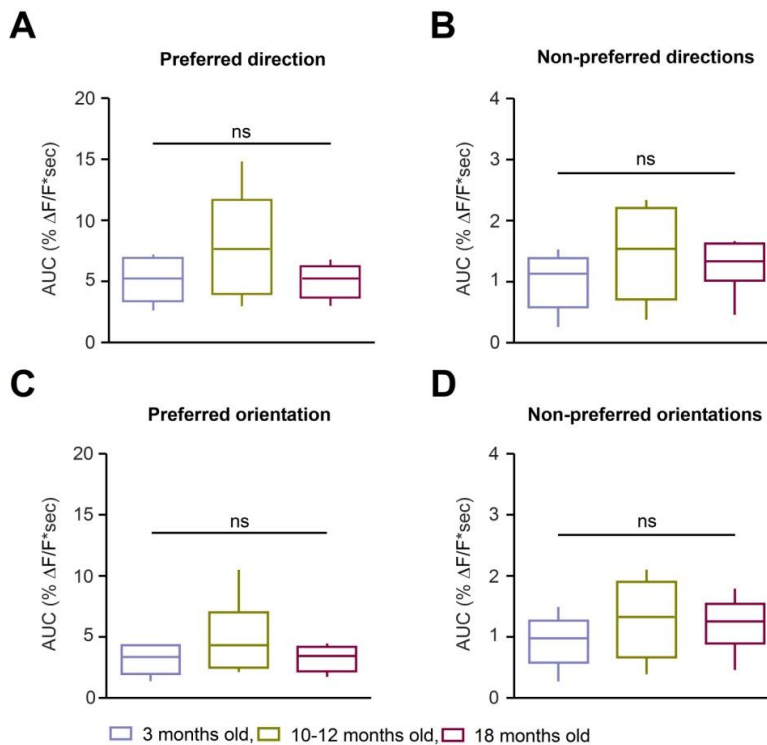 A
Preferred direction
20
15
10
5
0
AUC (% ΔF/F*sec)
ns
B
Non-preferred directions
4
3
2
1
0
AUC (% ΔF/F*sec)
ns
C
Preferred orientation
20
15
10
5
0
AUC (% ΔF/F*sec)
ns
D
Non-preferred orientations
4
3
2
1
0
AUC (% ΔF/F*sec)
ns
3 months old, 10-12 months old, 18 months old